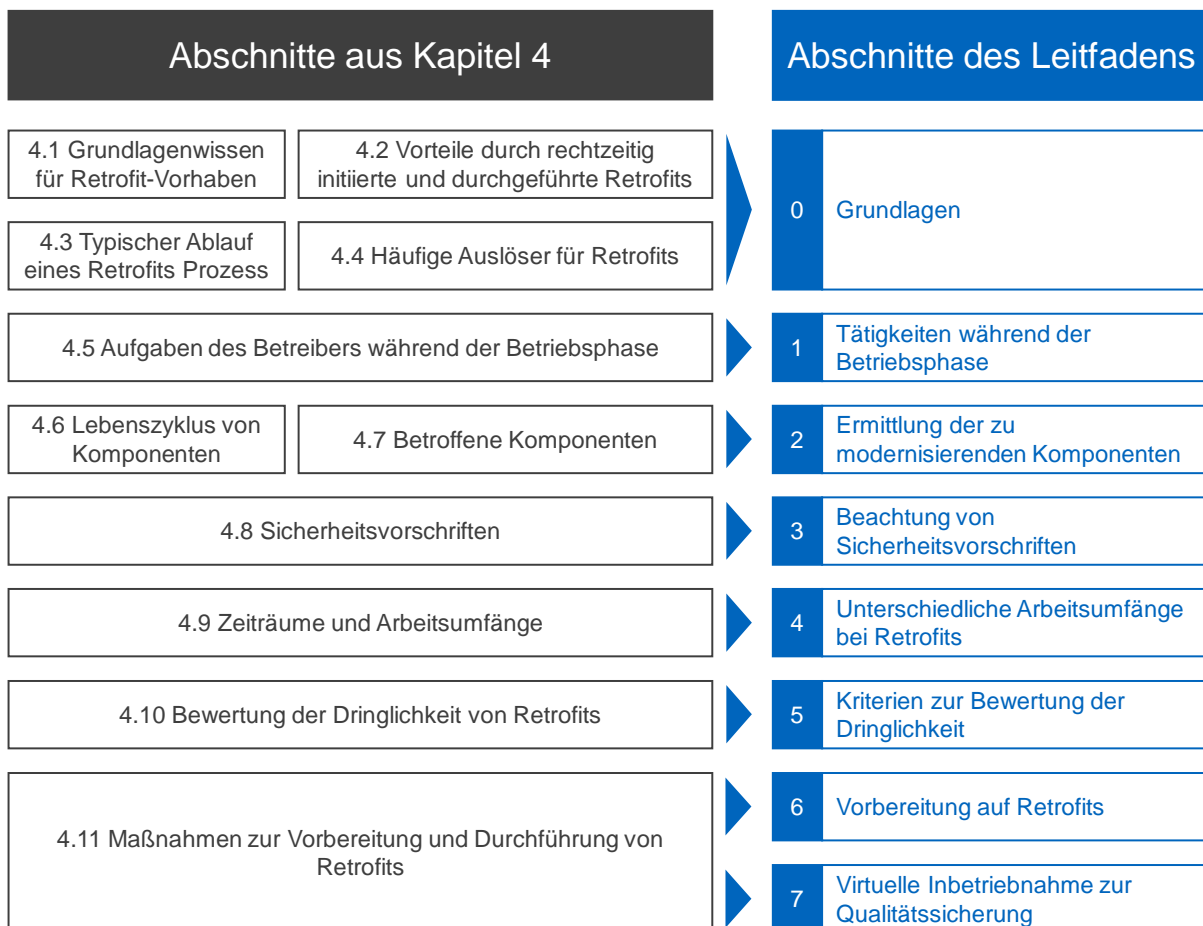 Abschnitte aus Kapitel 4
Abschnitte des Leitfadens
4.1 Grundlagenwissen
für Retrofit-Vorhaben
4.2 Vorteile durch rechtzeitig
initiierte und durchgeführte Retrofits
4.3 Typischer Ablauf
eines Retrofits Prozess
4.4 Häufige Auslöser für Retrofits
0
Grundlagen
4.5 Aufgaben des Betreibers während der Betriebsphase
1
Tätigkeiten während der
Betriebsphase
4.6 Lebenszyklus von
Komponenten
4.7 Betroffene Komponenten
2
Ermittlung der zu
modernisierenden Komponenten
4.8 Sicherheitsvorschriften
3
Beachtung von
Sicherheitsvorschriften
4.9 Zeiträume und Arbeitsumfänge
4
Unterschiedliche Arbeitsumfänge
bei Retrofits
4.10 Bewertung der Dringlichkeit von Retrofits
5
Kriterien zur Bewertung der
Dringlichkeit
4.11 Maßnahmen zur Vorbereitung und Durchführung von
Retrofits
6
Vorbereitung auf Retrofits
7
Virtuelle Inbetriebnahme zur
Qualitätssicherung